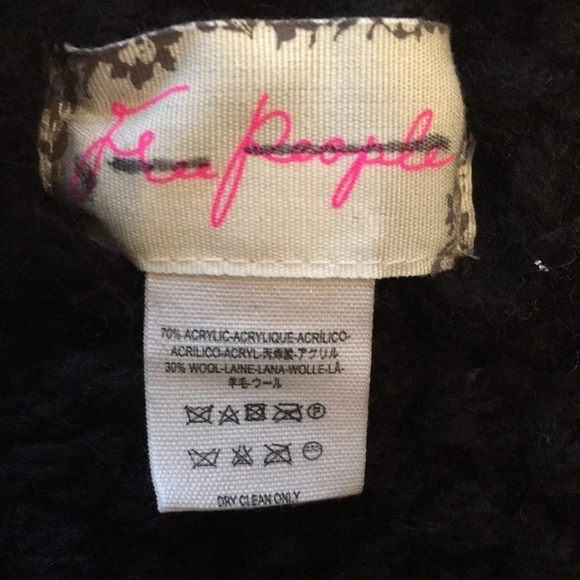 Free People
70% ACRYLIC-ACRYLIQUE-ACRÍLICO-
ACRILICO-ACRYL-丙烯酸-アクリル
30% WOOL-LAINE-LANA-WOLLE-LÃ-
羊毛-ウール
DRY CLEAN ONLY